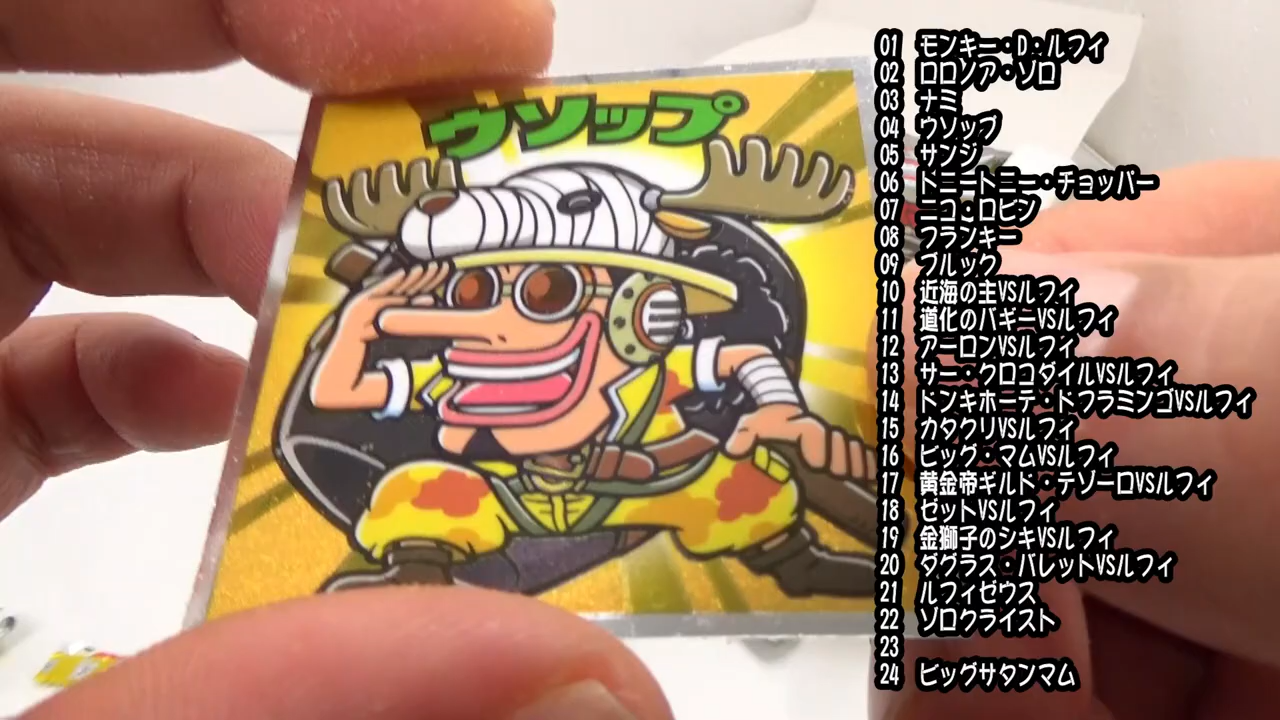 ウソップ
01 モンキー・D・ルフィ
02 ロロノア・ゾロ
03 ナミ
04 ウソップ
05 サンジ
06 トニートニー・チョッパー
07 ニコ・ロビン
08 フランキー
09 ブルック
10 近海の主VSルフィ
11 道化のバギーVSルフィ
12 アーロンVSルフィ
13 サー・クロコダイルVSルフィ
14 ドンキホーテ・ドフラミンゴVSルフィ
15 カタクリVSルフィ
16 ビッグ・マムVSルフィ
17 黄金帝ギルド・テゾーロVSルフィ
18 ゼットVSルフィ
19 金獅子のシキVSルフィ
20 ダグラス・バレットVSルフィ
21 ルフィゼウス
22 ゾロクライスト
23
24 ビッグサタンマム